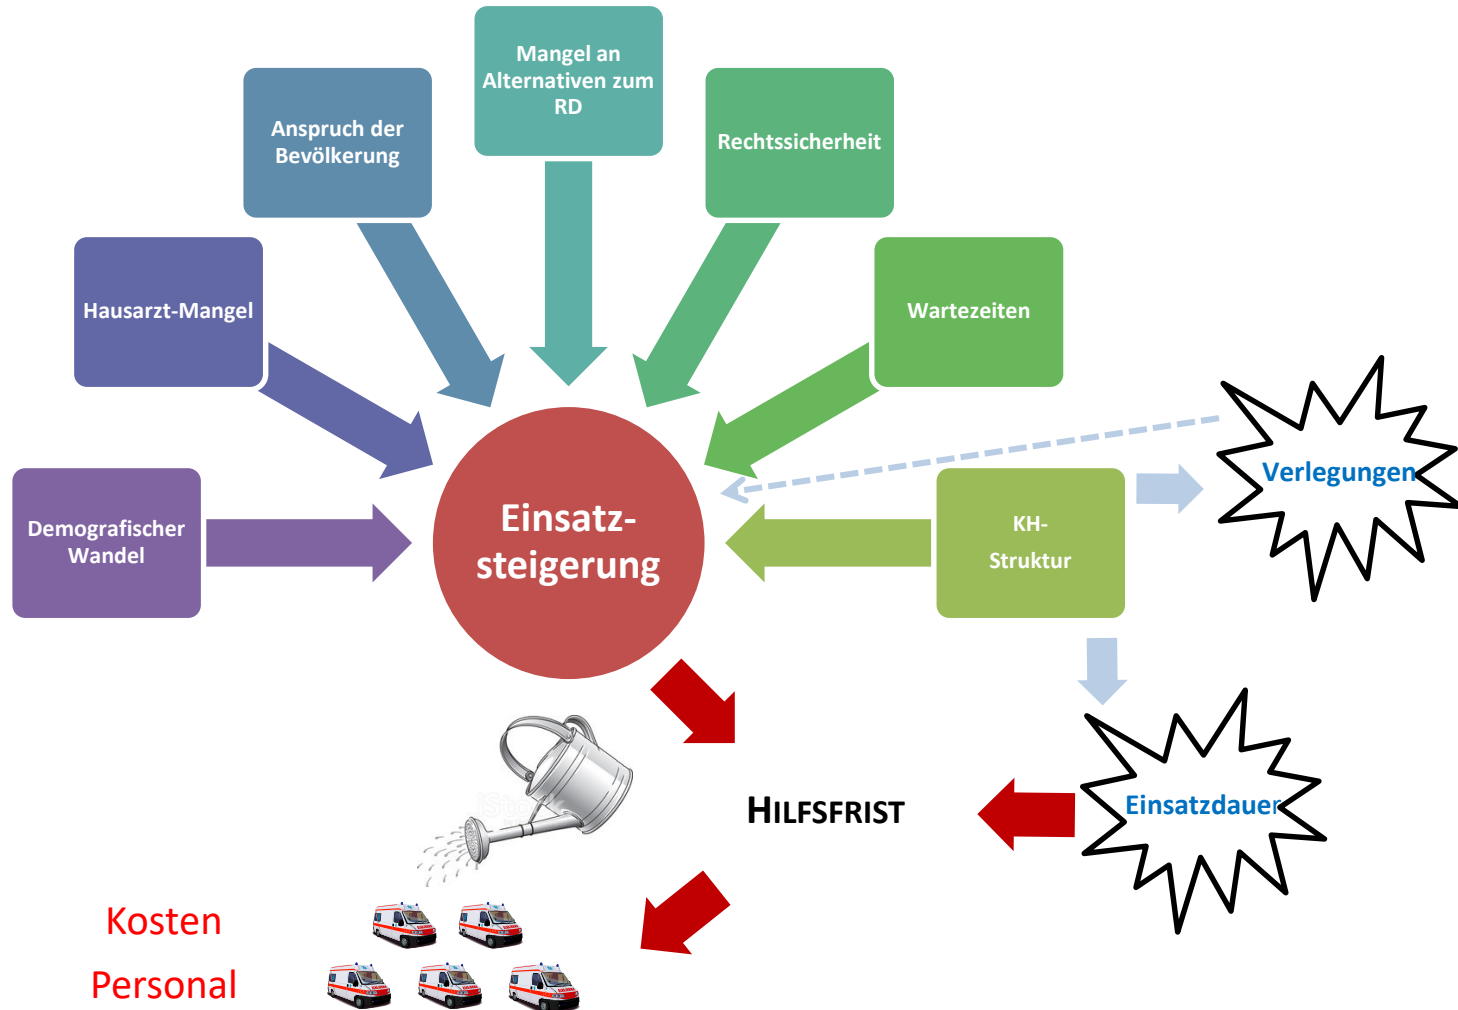 Mangel an
Alternativen zum
RD
Anspruch der
Bevölkerung
Rechtssicherheit
Hausarzt-Mangel
Wartezeiten
Demografischer
Wandel
Einsatz-
steigerung
KH-
Struktur
Verlegungen
Einsatzdauer
HILFSFRIST
Kosten
Personal